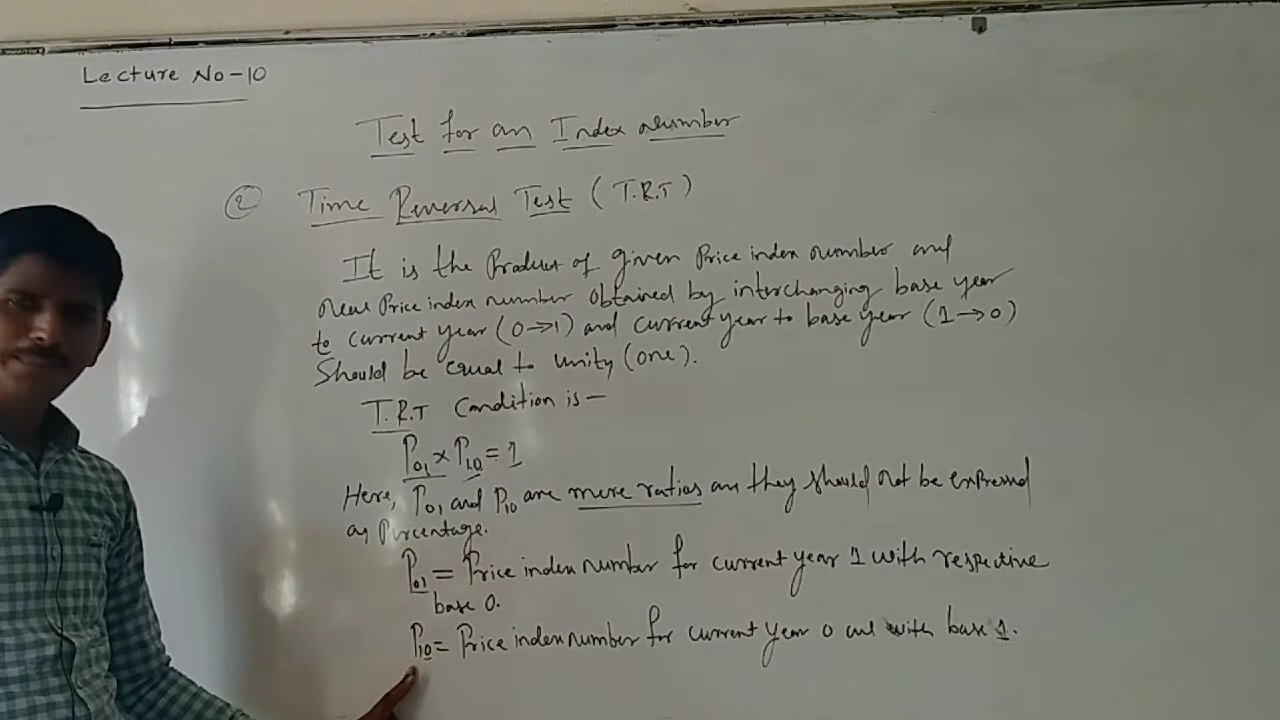 Lecture No-10
Test for an Index Number
② Time Reversal Test (T.R.T)
It is the Product of given Price index number and
new Price index number obtained by interchanging base year
to current year (0→1) and current year to base year (1→0)
Should be equal to unity (one).
T.R.T Condition is —
P₀₁ × P₁₀ = 1
Here, P₀₁ and P₁₀ are mere ratios and they should not be expressed
as Percentage.
P₀₁ = Price index number for current year 1 with respective
base 0.
P₁₀ = Price index number for current year 0 with base 1.